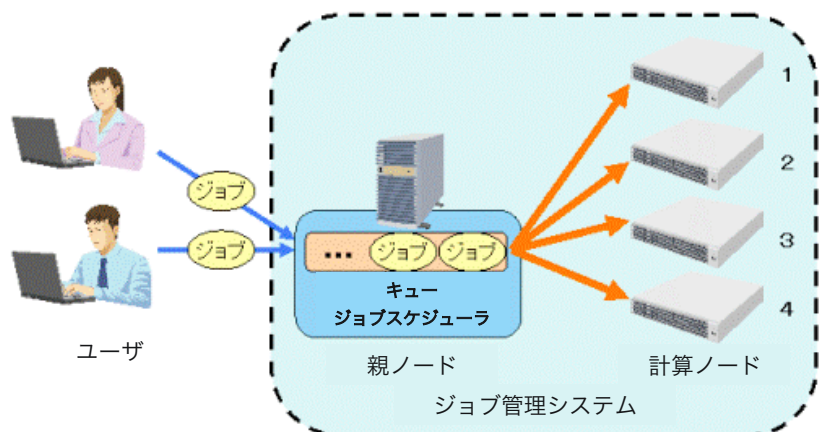 ジョブ
ジョブ
ユーザ
... ジョブ ジョブ
キュー
ジョブスケジューラ
親ノード
1
2
3
4
計算ノード
ジョブ管理システム